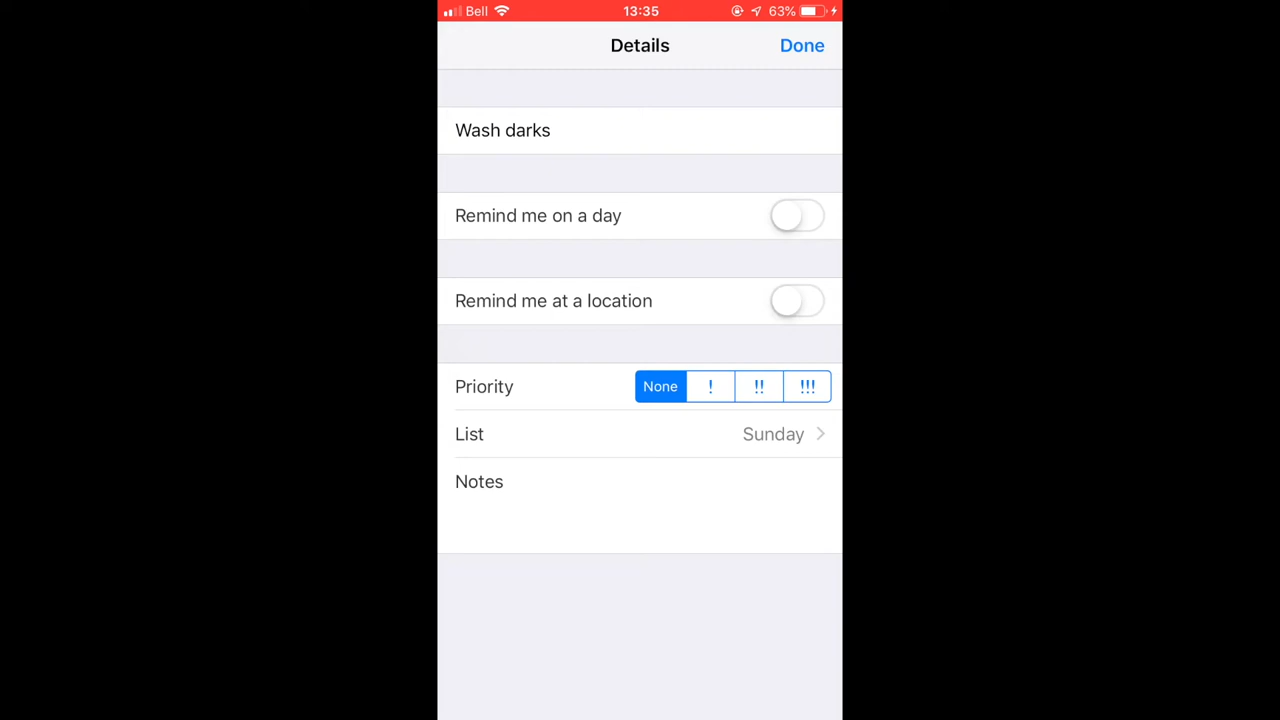 Bell 13:35 63%
Details Done
Wash darks
Remind me on a day
Remind me at a location
Priority None ! !! !!!
List Sunday
Notes